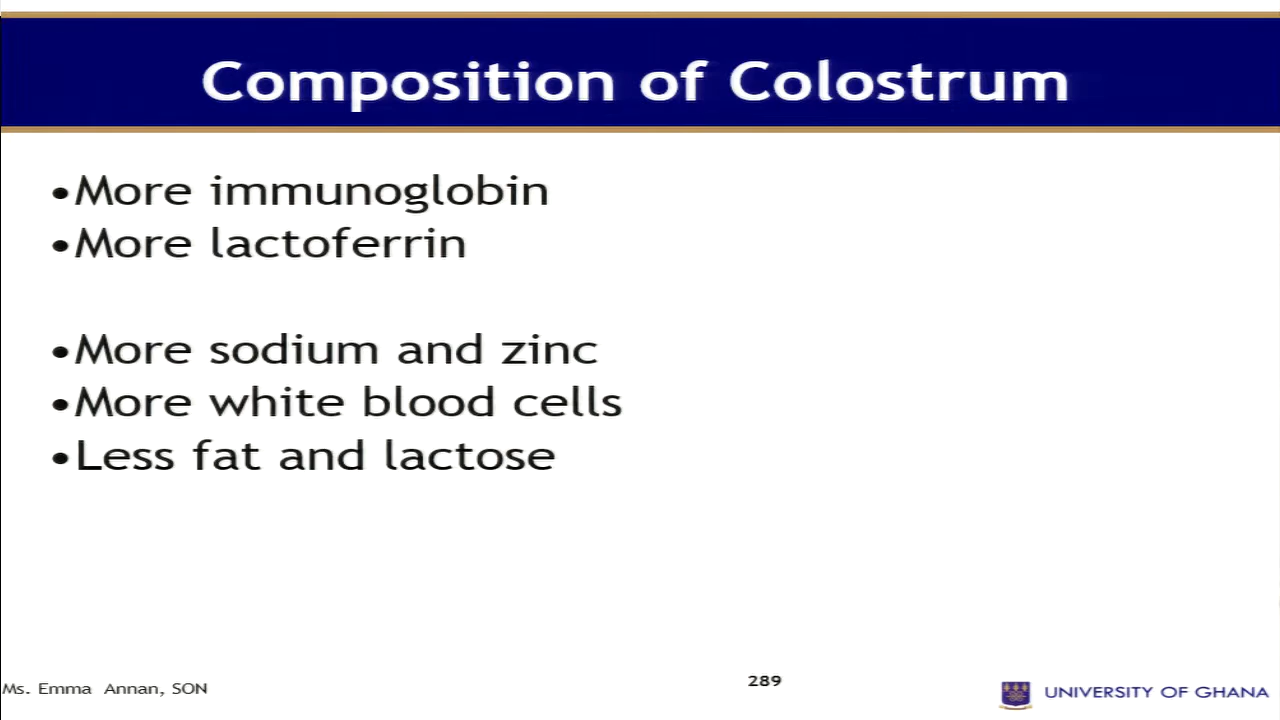 Composition of Colostrum
•More immunoglobin
•More lactoferrin
•More sodium and zinc
•More white blood cells
•Less fat and lactose
Ms. Emma Annan, SON
289
UNIVERSITY OF GHANA